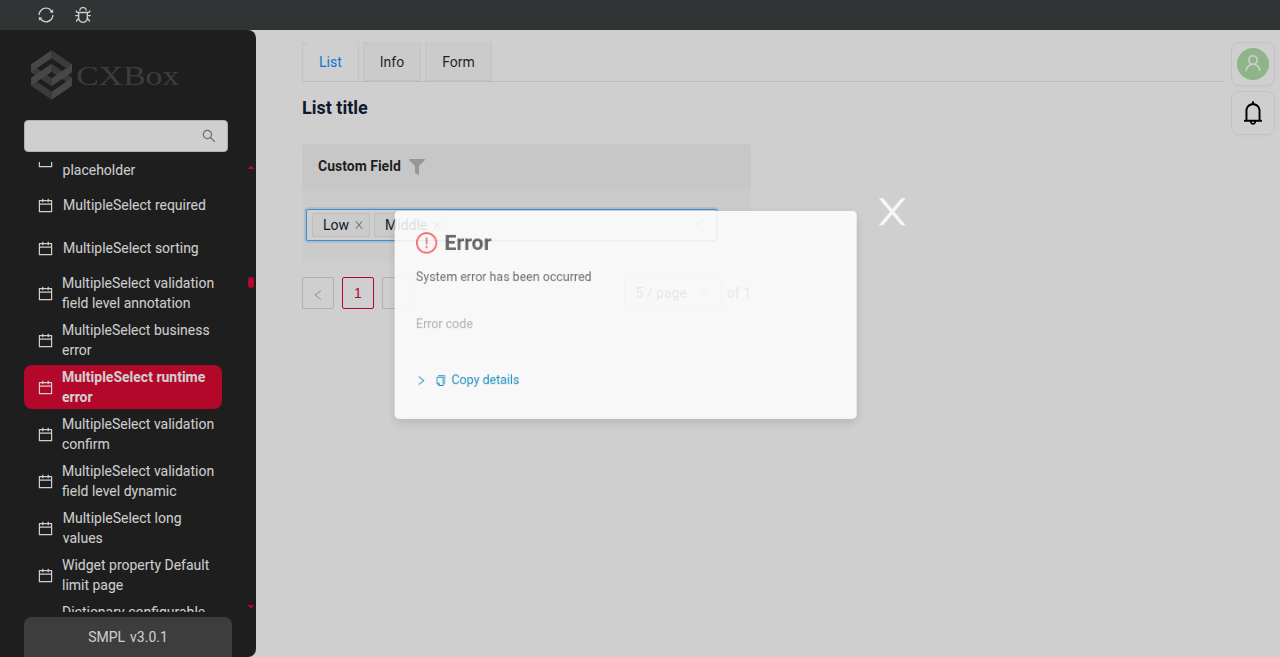 CXBox
placeholder
MultipleSelect required
MultipleSelect sorting
MultipleSelect validation
field level annotation
MultipleSelect business
error
MultipleSelect runtime
error
MultipleSelect validation
confirm
MultipleSelect validation
field level dynamic
MultipleSelect long
values
Widget property Default
limit page
Dictionary configurable
SMPL v3.0.1
List
Info
Form
List title
Custom Field
Low
Middle
1
5 / page
of 1
Error
System error has been occurred
Error code
Copy details